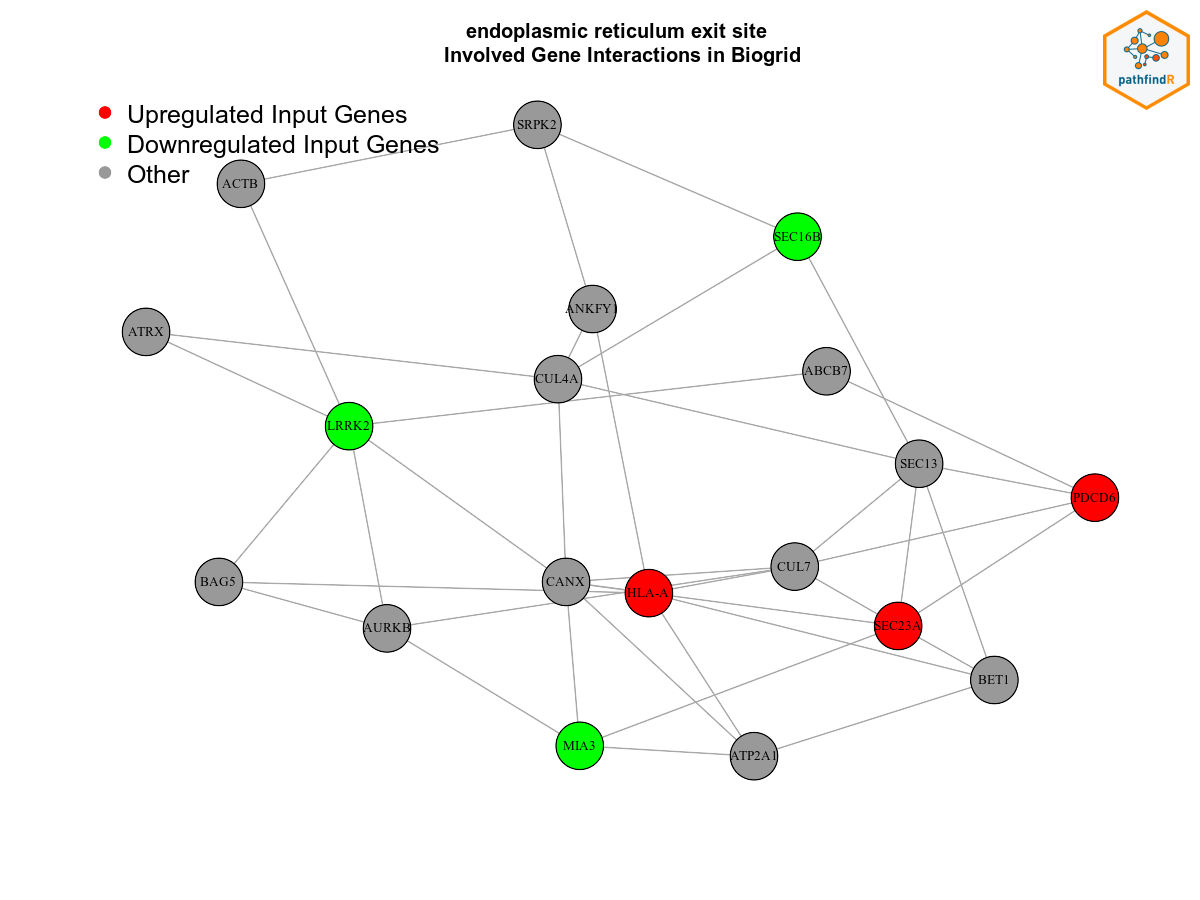 endoplasmic reticulum exit site
Involved Gene Interactions in Biogrid
pathfindR
Upregulated Input Genes
Downregulated Input Genes
Other
SRPK2
ACTB
SEC16B
ANKFY1
ATRX
ABCB7
CUL4A
LRRK2
SEC13
PDCD6
CUL7
BAG5
CANX
HLA-A
AURKB
SEC23A
BET1
MIA3
ATP2A1